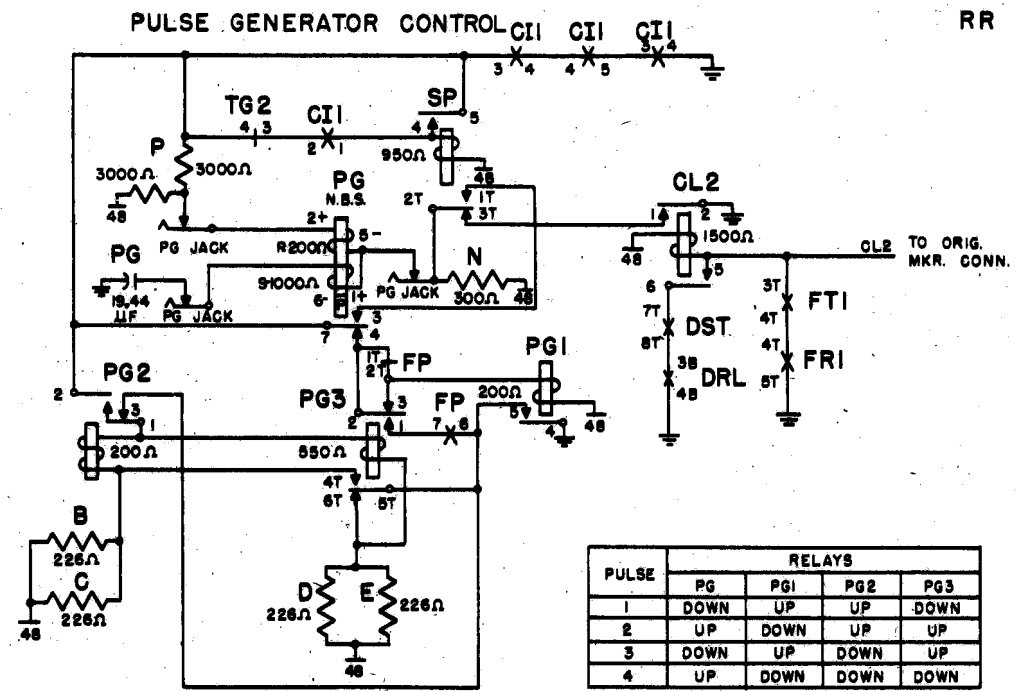 PULSE GENERATOR CONTROL
RR
CI1 CI1 CI1
3 4 4 5 3 4
SP
5
4
950Ω
48
TG2
4 3
CI1
2 1
P
3000Ω
3000Ω
48
PG
N.B.S.
2+
PG JACK
R200Ω
5-
PG
91000Ω
6-
1+
19.44
μF
PG JACK
2T
1T
3T
N
PG JACK
300Ω
48
CL2
1 2
1500Ω
48
5
6
CL2 TO ORIG.
MKR. CONN.
7T
8T
DST
3B
4B
DRL
3T
4T
FT1
4T
5T
FR1
7
3
4
1T
2T
FP
PG1
200Ω
5
4
48
2
PG2
3
1
200Ω
PG3
3
2
1
FP
7 6
550Ω
4T
6T
5T
B
226Ω
C
226Ω
48
D
226Ω
E
226Ω
48
PULSE RELAYS
PG PG1 PG2 PG3
1 DOWN UP UP DOWN
2 UP DOWN UP UP
3 DOWN UP DOWN UP
4 UP DOWN DOWN DOWN